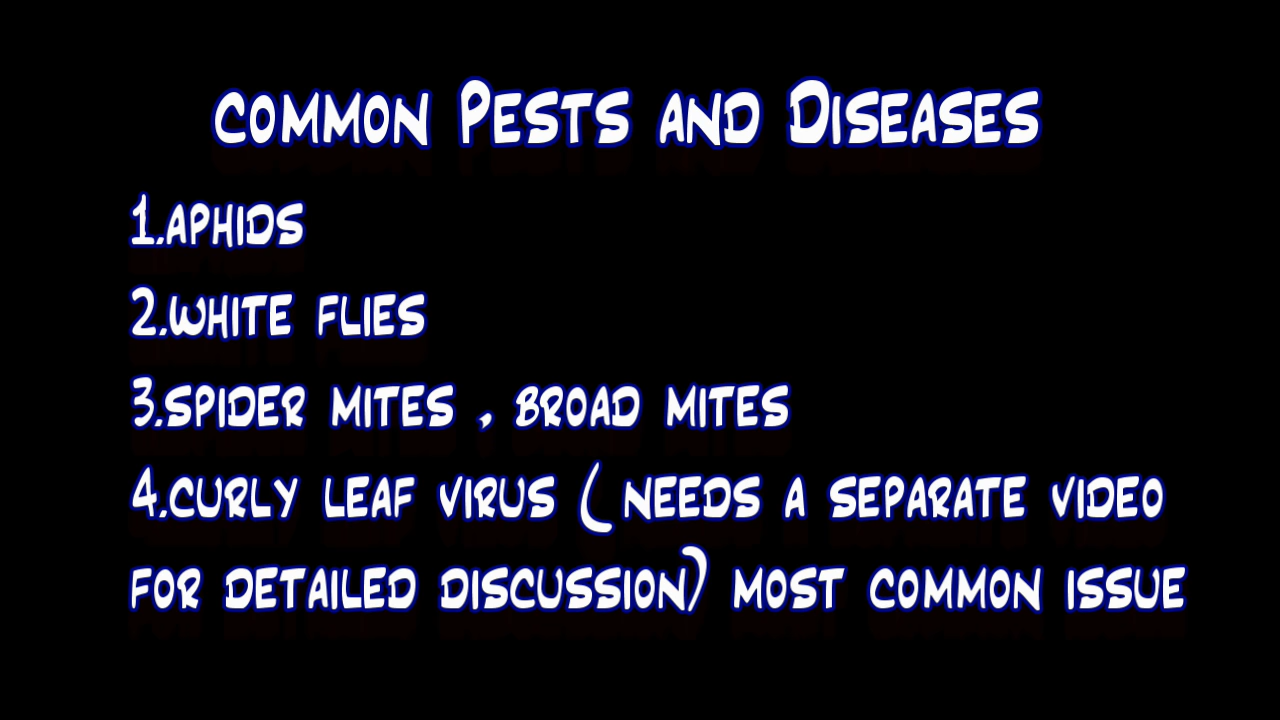 common Pests and Diseases
1.aphids
2.white flies
3.spider mites , broad mites
4.curly leaf virus ( needs a separate video
for detailed discussion) most common issue